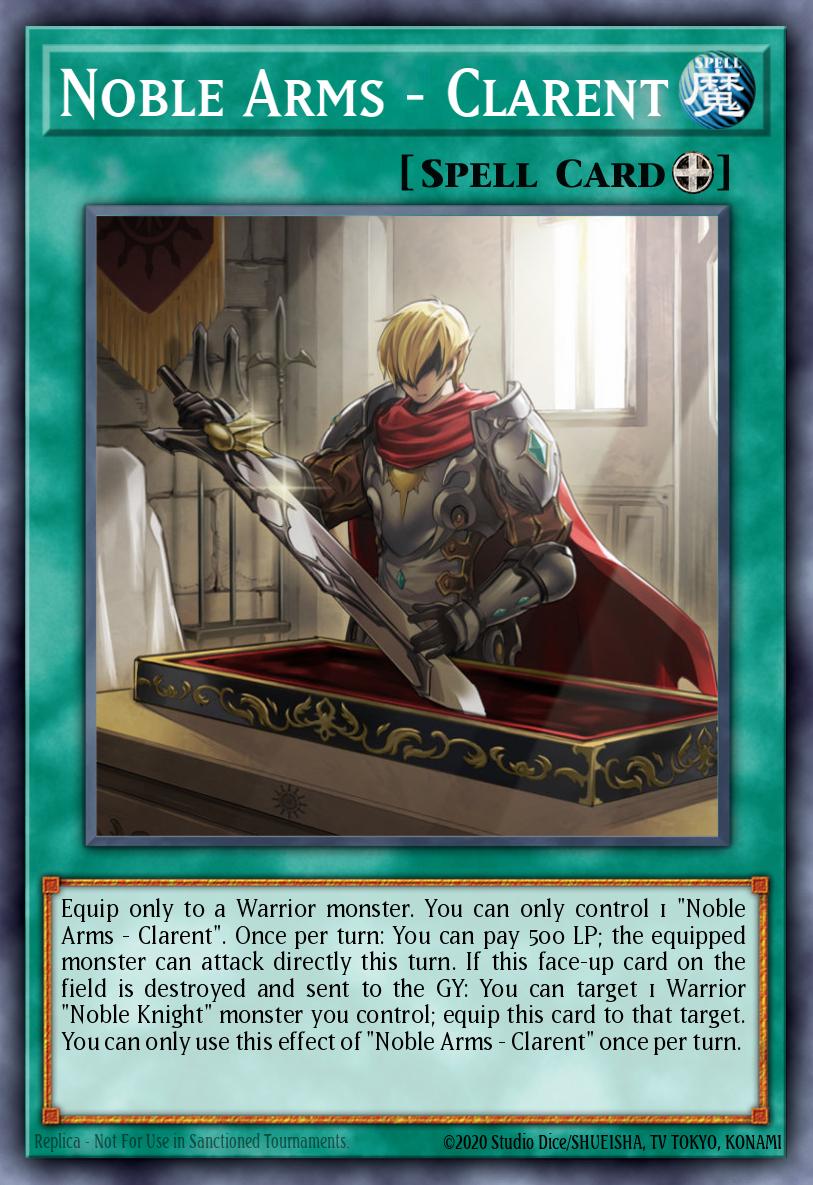 Noble Arms - Clarent
SPELL
魔
[Spell Card]
Equip only to a Warrior monster. You can only control 1 "Noble
Arms - Clarent". Once per turn: You can pay 500 LP; the equipped
monster can attack directly this turn. If this face-up card on the
field is destroyed and sent to the GY: You can target 1 Warrior
"Noble Knight" monster you control; equip this card to that target.
You can only use this effect of "Noble Arms - Clarent" once per turn.
Replica - Not For Use in Sanctioned Tournaments.
©2020 Studio Dice/SHUEISHA, TV TOKYO, KONAMI